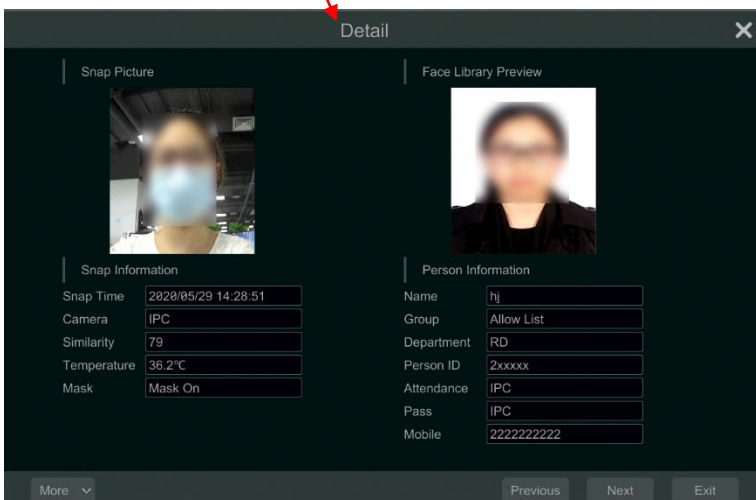 Detail
Snap Picture
Face Library Preview
Snap Information
Snap Time 2020/05/29 14:28:51
Camera IPC
Similarity 79
Temperature 36.2℃
Mask Mask On
Person Information
Name hj
Group Allow List
Department RD
Person ID 2xxxxx
Attendance IPC
Pass IPC
Mobile 2222222222
More
Previous
Next
Exit